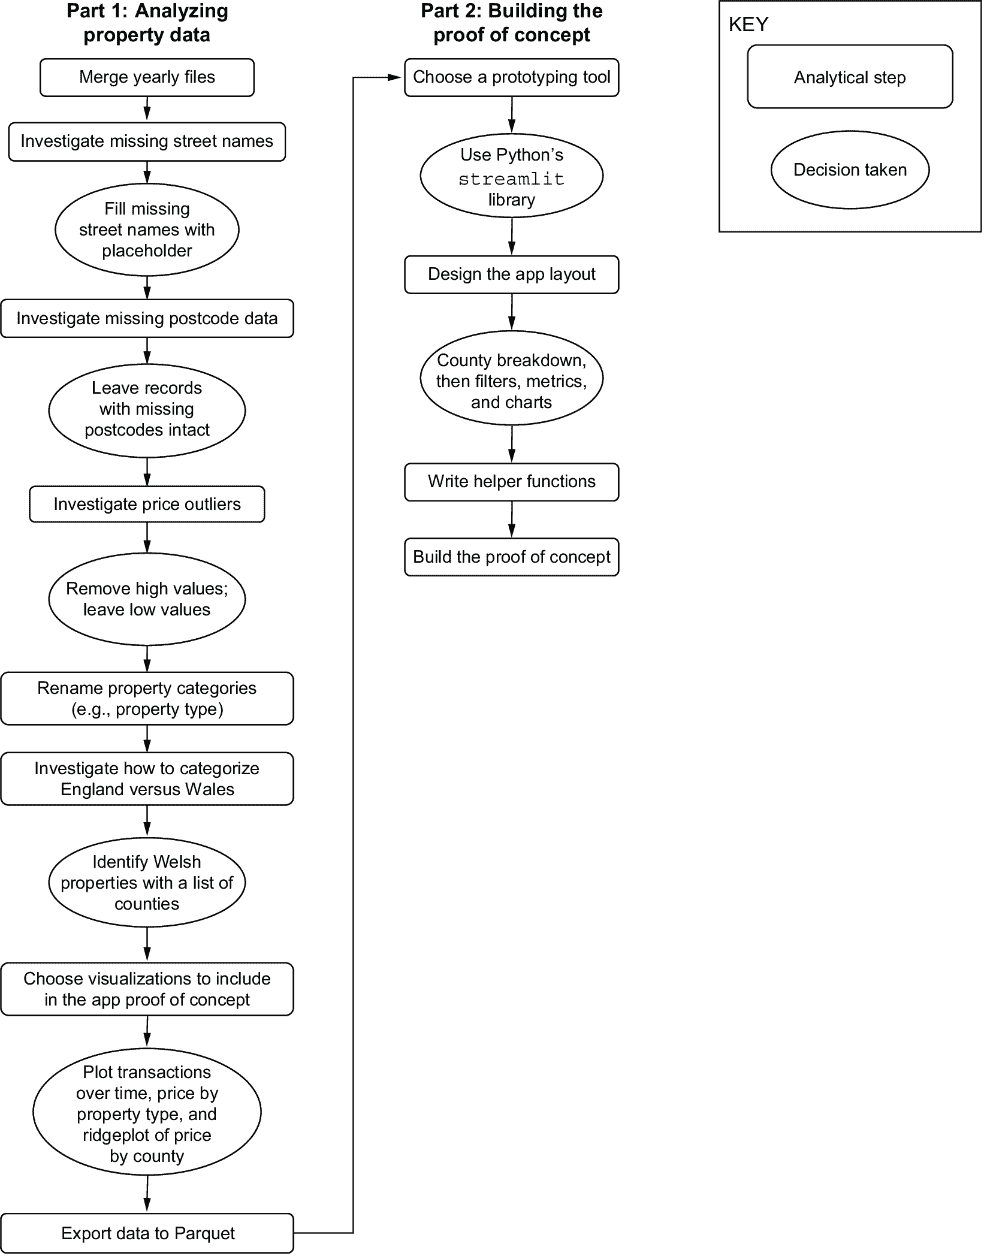 Part 1: Analyzing
property data
Merge yearly files
Investigate missing street names
Fill missing
street names with
placeholder
Investigate missing postcode data
Leave records
with missing
postcodes intact
Investigate price outliers
Remove high values;
leave low values
Rename property categories
(e.g., property type)
Investigate how to categorize
England versus Wales
Identify Welsh
properties with a list of
counties
Choose visualizations to include
in the app proof of concept
Plot transactions
over time, price by
property type, and
ridgeplot of price
by county
Export data to Parquet
Part 2: Building the
proof of concept
Choose a prototyping tool
Use Python’s
streamlit
library
Design the app layout
County breakdown,
then filters, metrics,
and charts
Write helper functions
Build the proof of concept
KEY
Analytical step
Decision taken